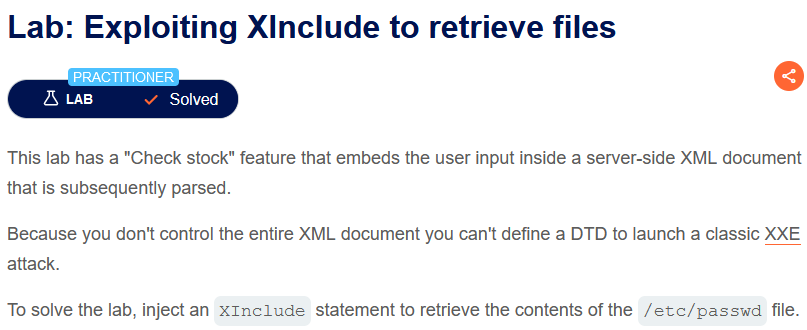 Lab: Exploiting XInclude to retrieve files
PRACTITIONER
LAB Solved
This lab has a "Check stock" feature that embeds the user input inside a server-side XML document
that is subsequently parsed.
Because you don't control the entire XML document you can't define a DTD to launch a classic XXE
attack.
To solve the lab, inject an XInclude statement to retrieve the contents of the /etc/passwd file.